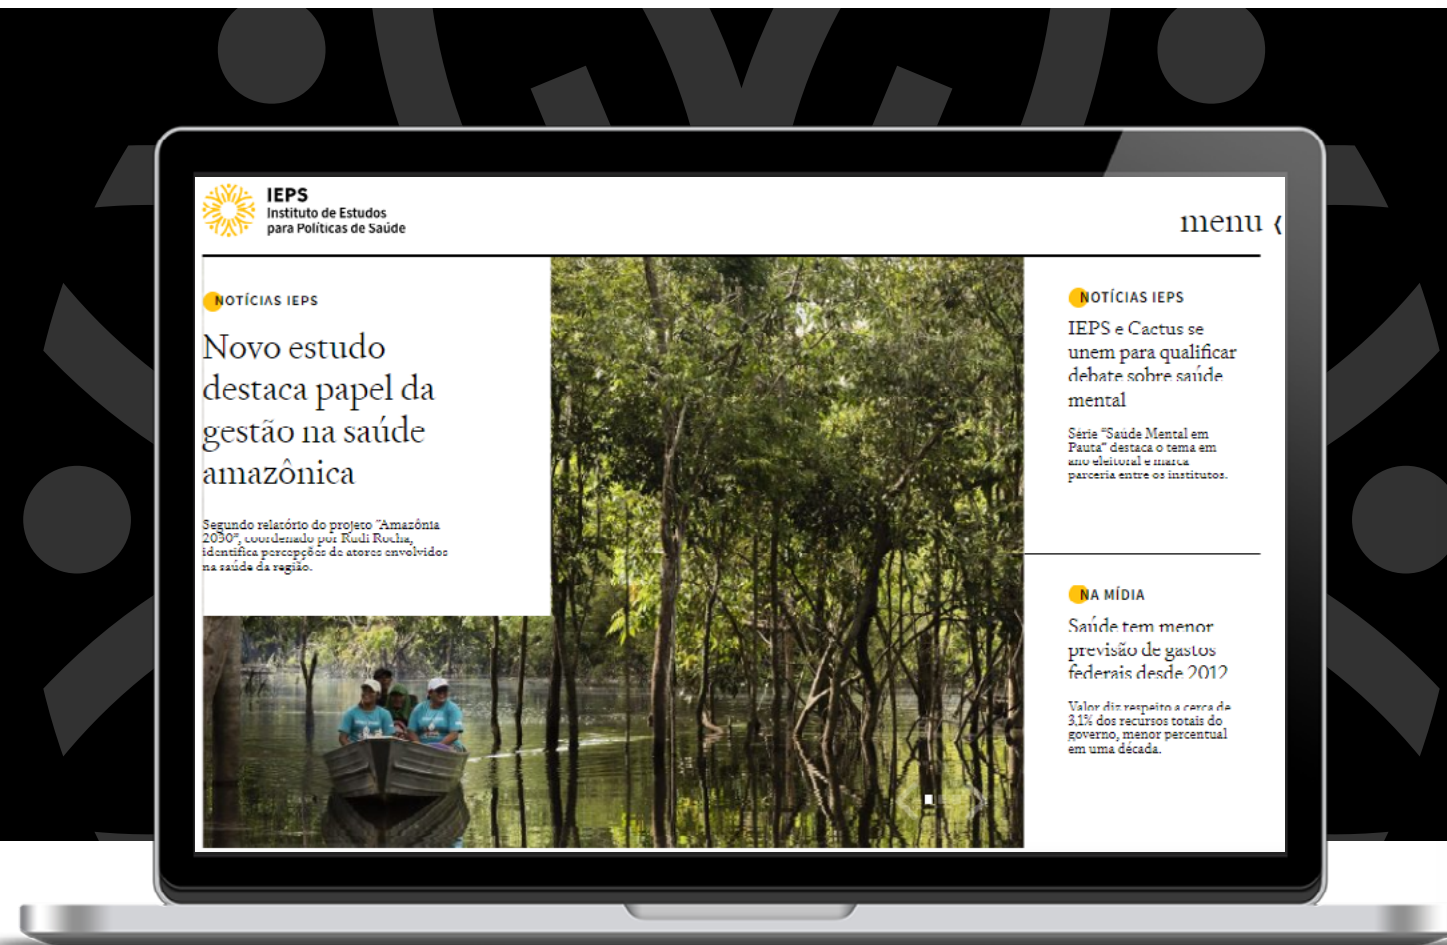 IEPS
Instituto de Estudos
para Políticas de Saúde
menu
NOTÍCIAS IEPS
Novo estudo
destaca papel da
gestão na saúde
amazônica
Segundo relatório do projeto "Amazônia
2030", coordenado por Rudi Rocha,
identifica percepções de atores envolvidos
na saúde da região.
NOTÍCIAS IEPS
IEPS e Cactus se
unem para qualificar
debate sobre saúde
mental
Série "Saúde Mental em
Pauta" destaca o tema em
ano eleitoral e marca
parceria entre os institutos.
NA MÍDIA
Saúde tem menor
previsão de gastos
federais desde 2012
Valor diz respeito a cerca de
3,1% dos recursos totais do
governo, menor percentual
em uma década.